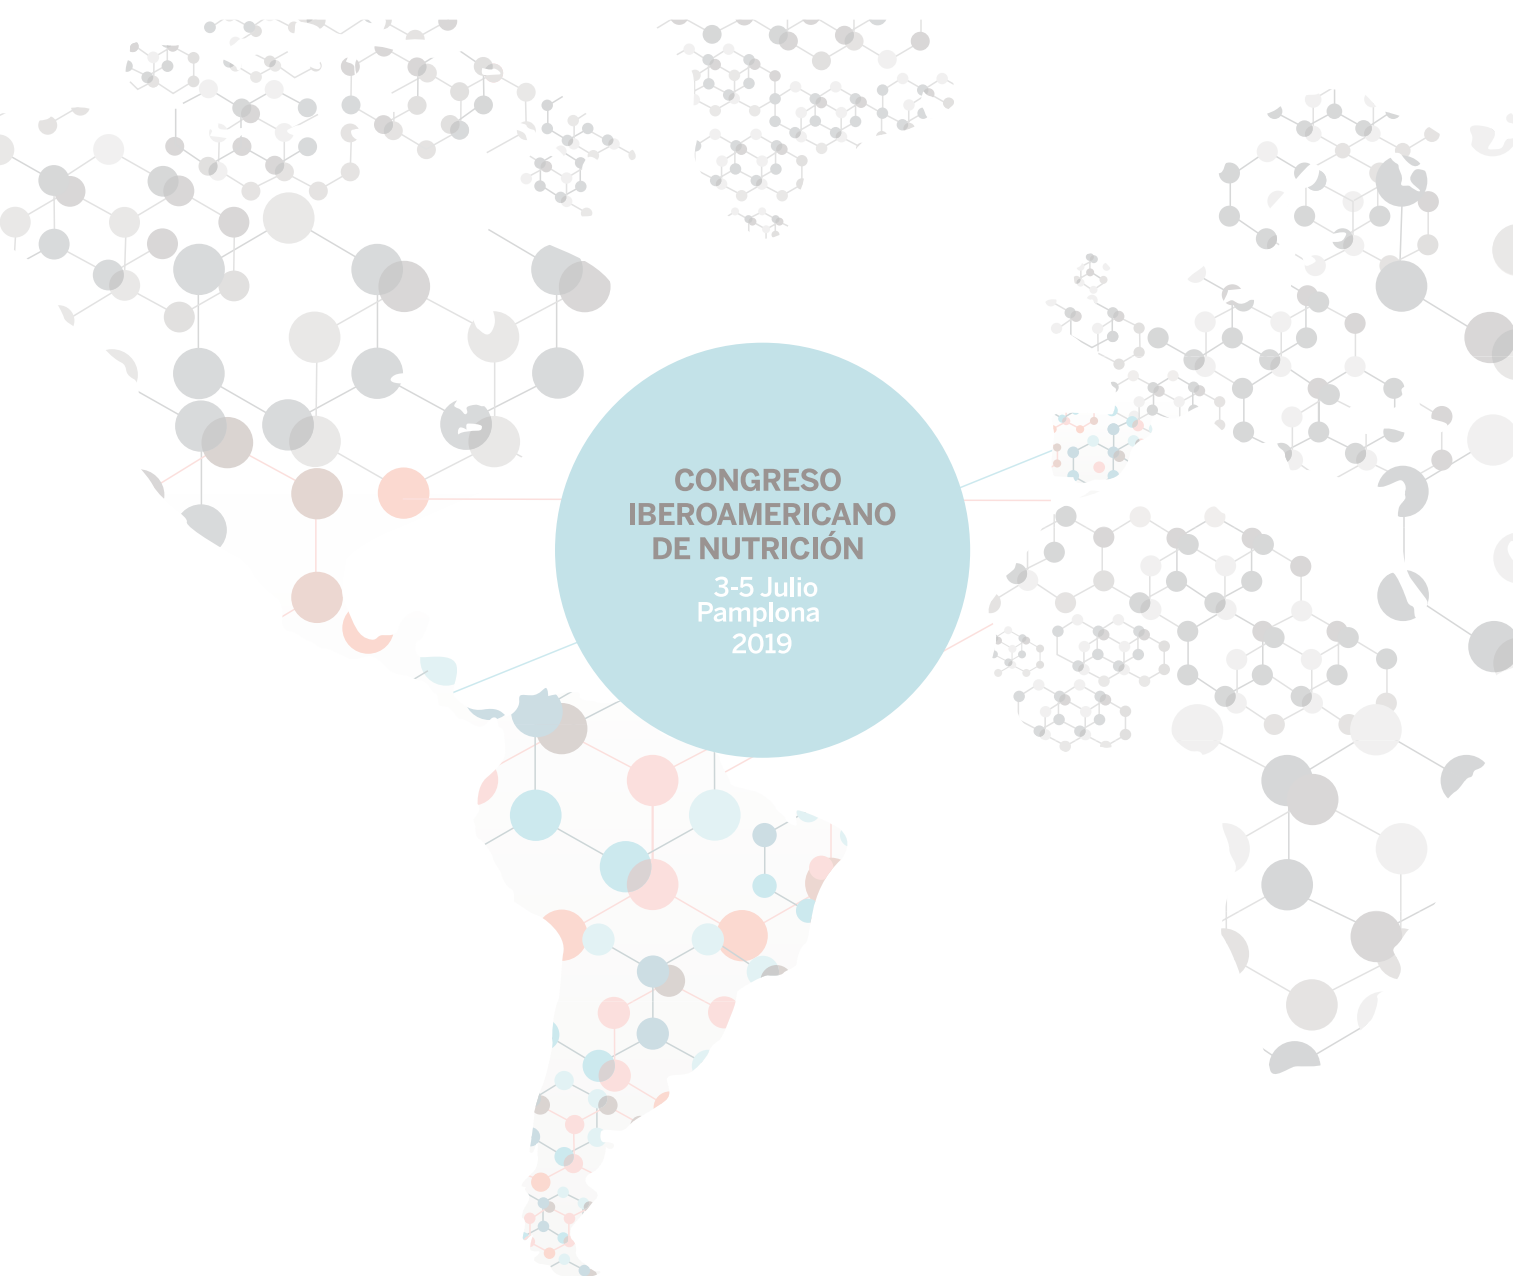 CONGRESO
IBEROAMERICANO
DE NUTRICIÓN
3-5 Julio
Pamplona
2019